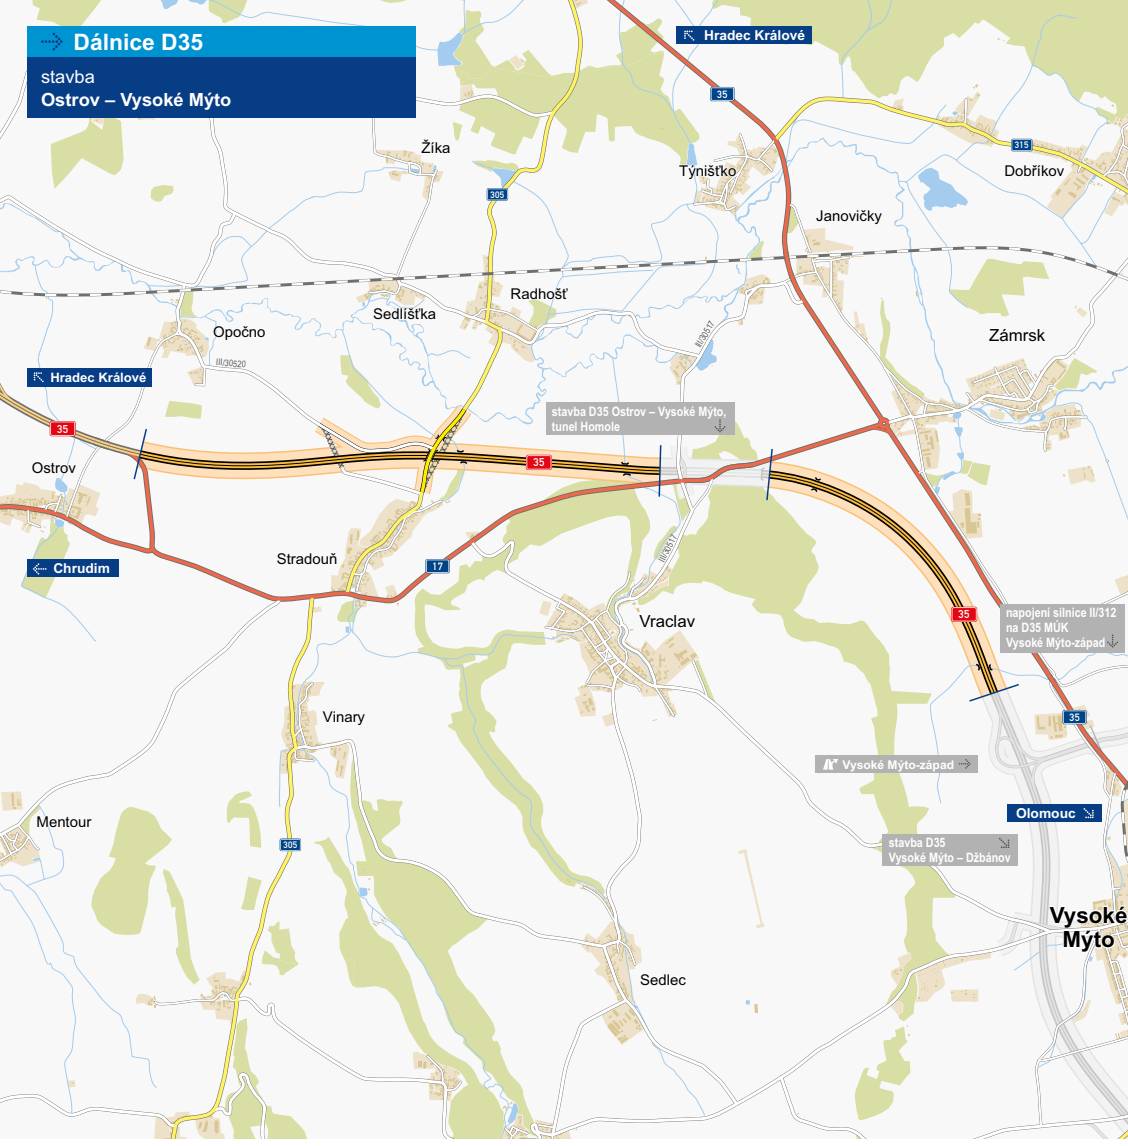 Dálnice D35
stavba
Ostrov – Vysoké Mýto
Hradec Králové
35
Žíka
Týnišťko
315
Dobříkov
305
Janovičky
Radhošť
Sedlíšťka
Opočno
III/30520
III/30517
Zámrsk
Hradec Králové
35
stavba D35 Ostrov – Vysoké Mýto,
tunel Homole
Ostrov
35
Stradouň
Chrudim
17
III/30517
Vraclav
35
napojení silnice II/312
na D35 MÚK
Vysoké Mýto-západ
Vinary
35
Vysoké Mýto-západ
Olomouc
Mentour
305
stavba D35
Vysoké Mýto – Džbánov
Vysoké
Mýto
Sedlec